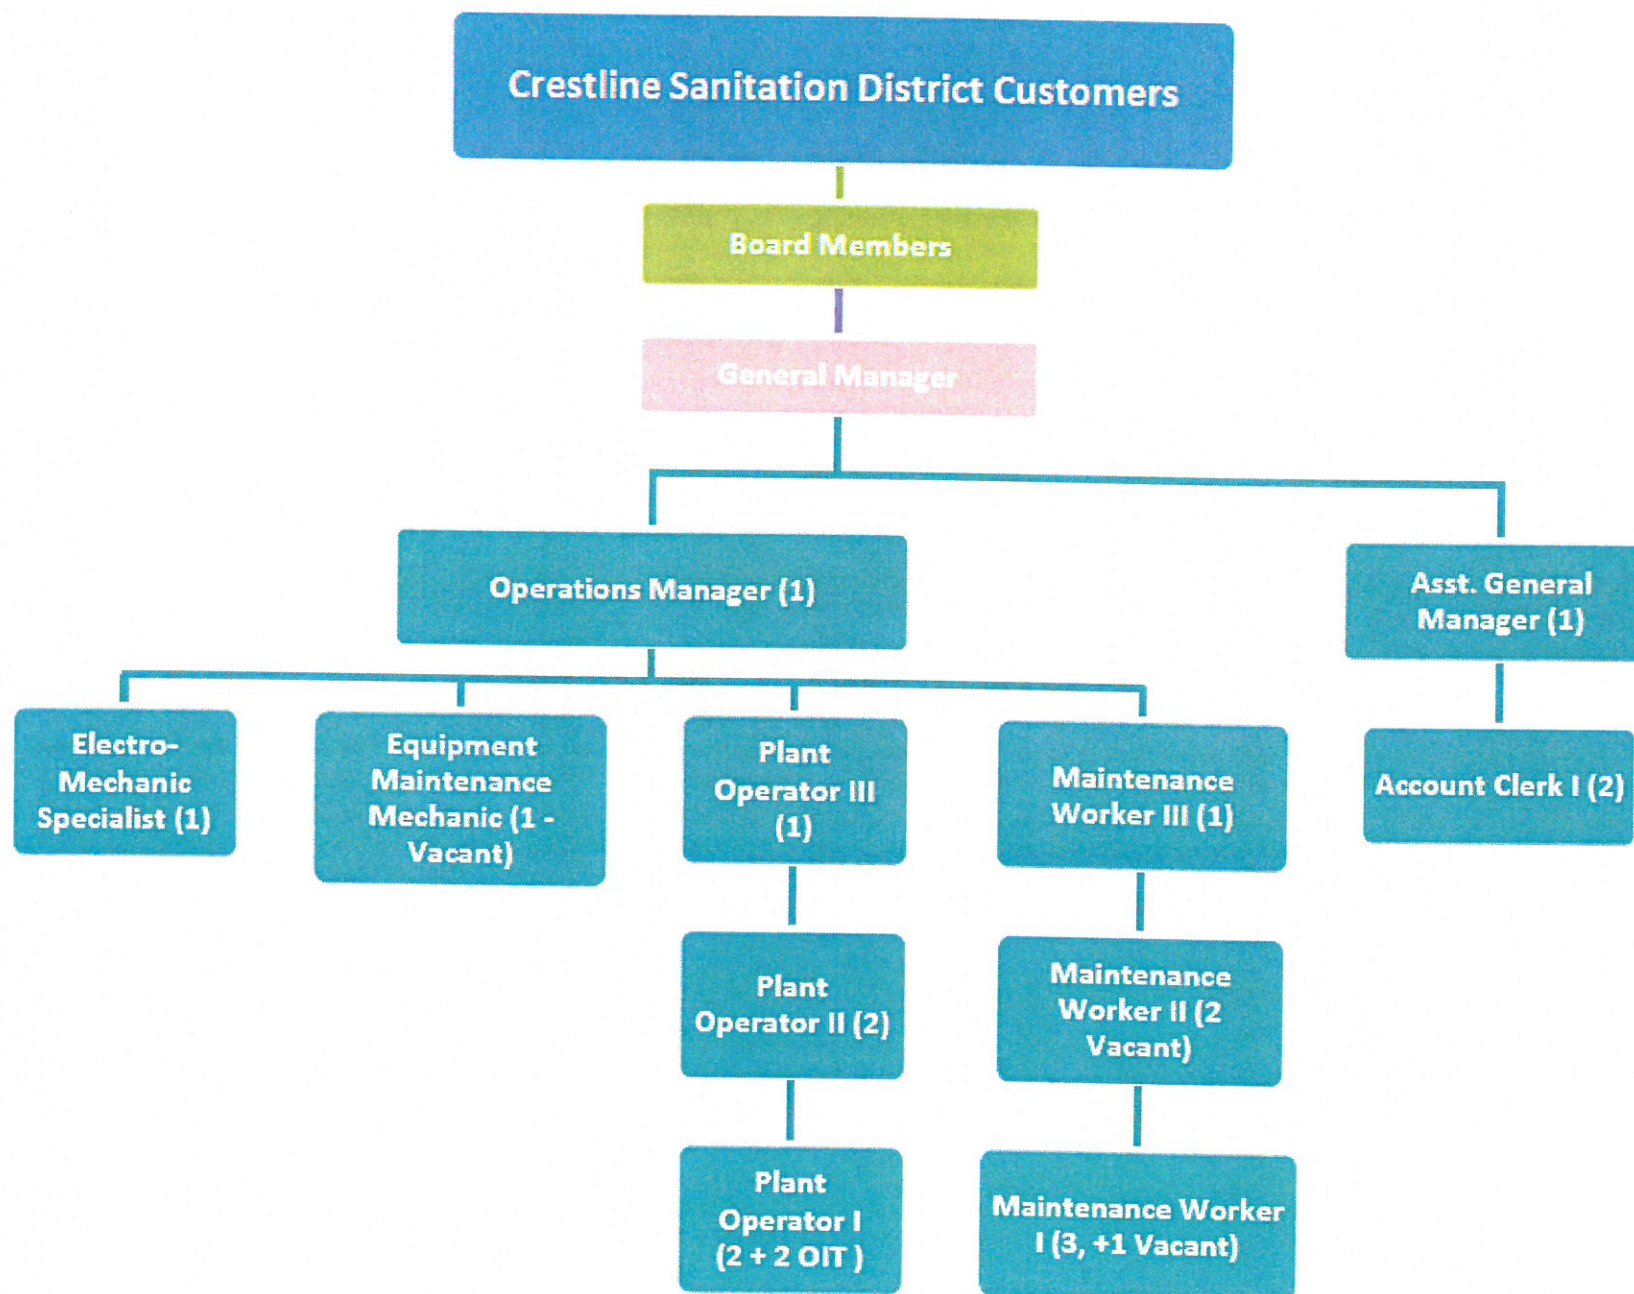 Crestline Sanitation District Customers
Board Members
General Manager
Operations Manager (1)
Asst. General
Manager (1)
Electro-
Mechanic
Specialist (1)
Equipment
Maintenance
Mechanic (1 -
Vacant)
Plant
Operator III
(1)
Maintenance
Worker III (1)
Account Clerk I (2)
Plant
Operator II (2)
Maintenance
Worker II (2
Vacant)
Plant
Operator I
(2 + 2 OIT )
Maintenance Worker
I (3, +1 Vacant)